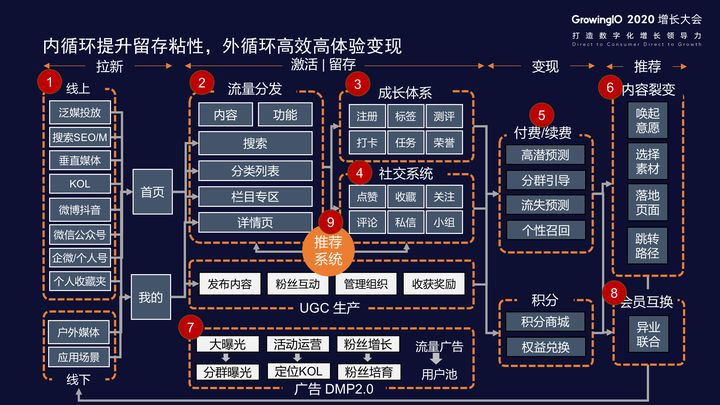 GrowingIO 2020 增长大会
打造数字化增长领导力
Direct to Consumer Direct to Growth
内循环提升留存粘性，外循环高效高体验变现
拉新
激活 | 留存
变现
推荐
1
线上
泛媒投放
搜索SEO/M
垂直媒体
KOL
微博抖音
微信公众号
企微/个人号
个人收藏夹
户外媒体
应用场景
线下
首页
我的
2
流量分发
内容
功能
搜索
分类列表
栏目专区
详情页
3
成长体系
注册
标签
测评
打卡
任务
荣誉
4
社交系统
点赞
收藏
关注
评论
私信
小组
9
推荐
系统
发布内容
粉丝互动
管理组织
收获奖励
UGC 生产
7
大曝光
活动运营
粉丝增长
流量广告
分群曝光
定位KOL
粉丝培育
用户池
广告 DMP2.0
5
付费/续费
高潜预测
分群引导
流失预测
个性召回
积分
积分商城
权益兑换
6
内容裂变
唤起
意愿
选择
素材
落地
页面
跳转
路径
8
会员互换
异业
联合